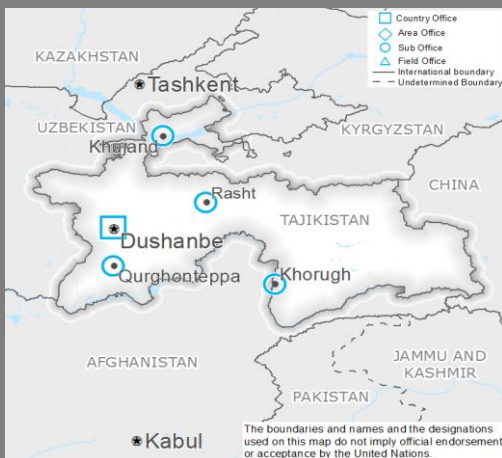 Country Office
Area Office
Sub Office
Field Office
International boundary
Undetermined Boundary
KAZAKHSTAN
Tashkent
UZBEKISTAN
KYRGYZSTAN
Khujand
CHINA
Rasht
TAJIKISTAN
Dushanbe
Qurghonteppa
Khorugh
AFGHANISTAN
JAMMU AND
KASHMIR
PAKISTAN
Kabul
The boundaries and names and the designations
used on this map do not imply official endorsement
or acceptance by the United Nations.